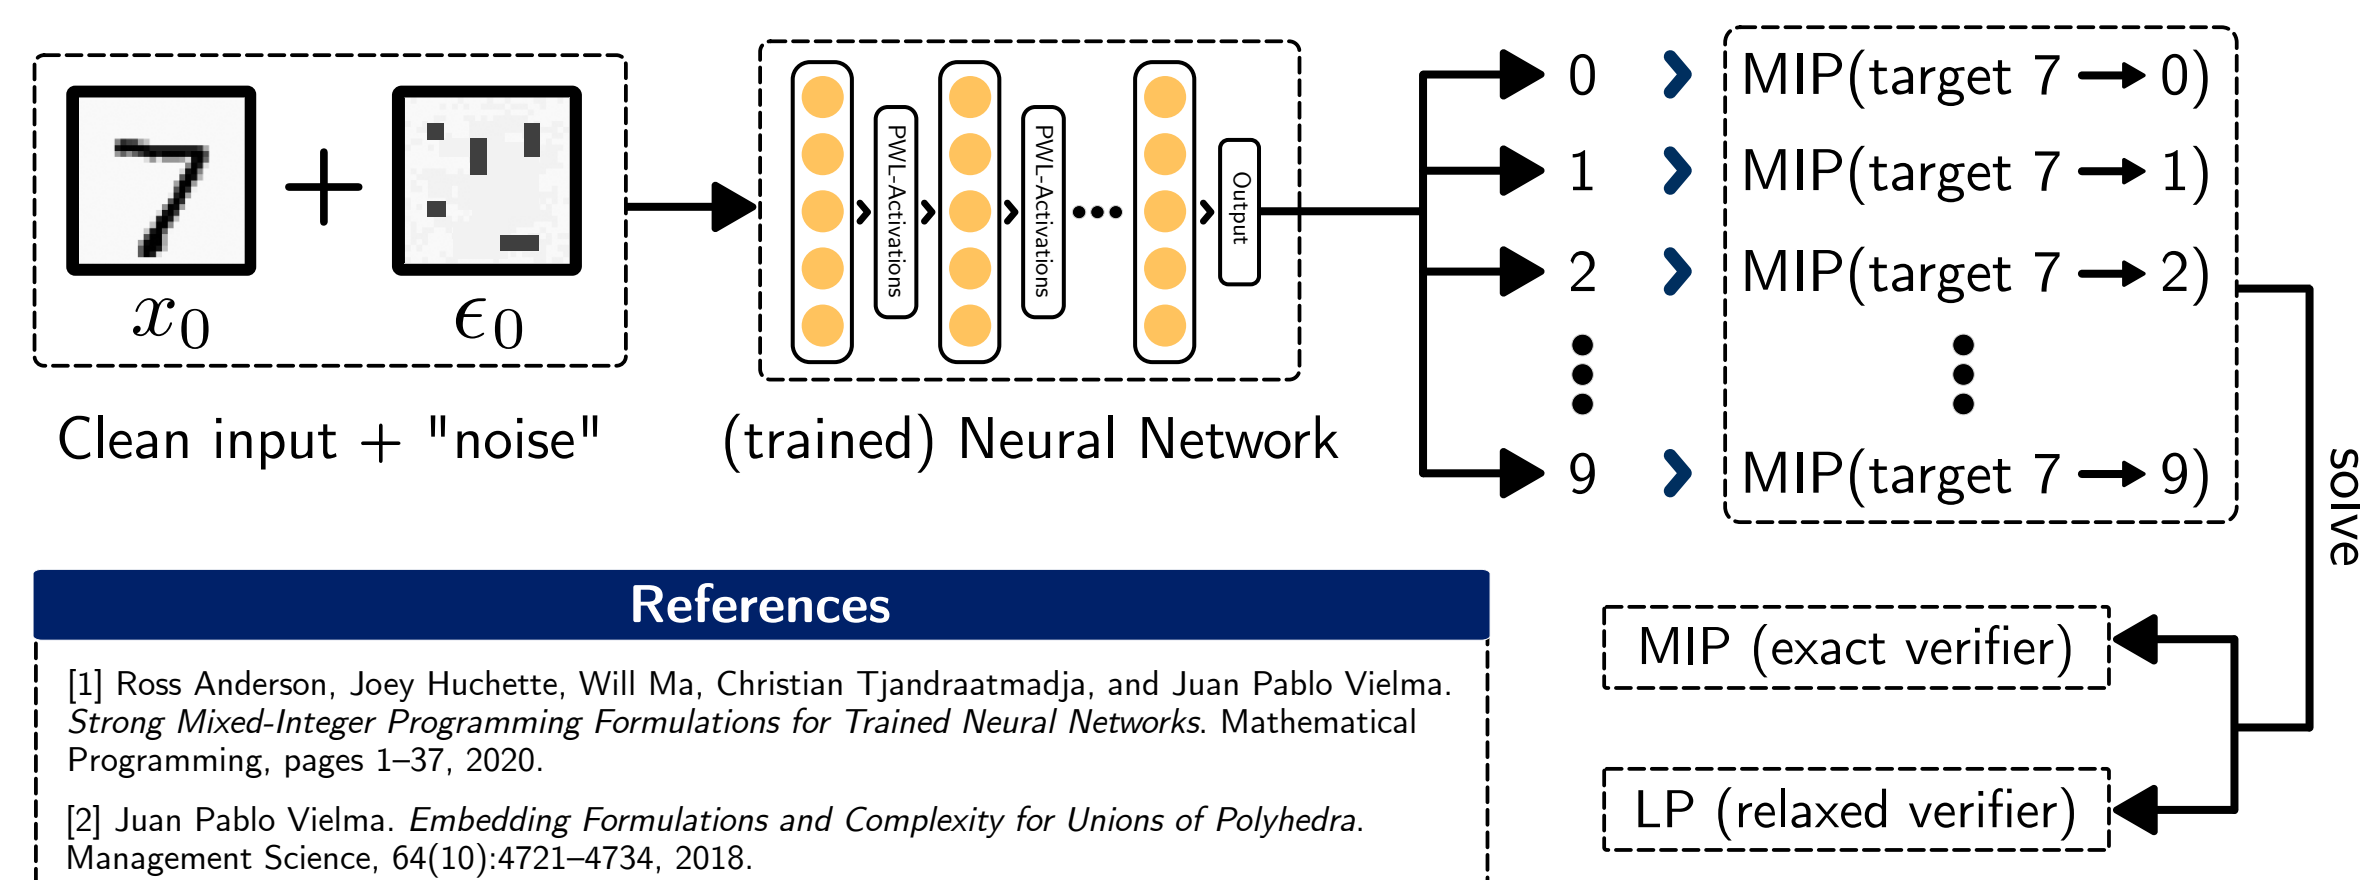 x₀ + ϵ₀
Clean input + "noise"
PWL-Activations
PWL-Activations
Output
(trained) Neural Network
0 MIP(target 7 → 0)
1 MIP(target 7 → 1)
2 MIP(target 7 → 2)
9 MIP(target 7 → 9)
solve
MIP (exact verifier)
LP (relaxed verifier)
References
[1] Ross Anderson, Joey Huchette, Will Ma, Christian Tjandraatmadja, and Juan Pablo Vielma.
Strong Mixed-Integer Programming Formulations for Trained Neural Networks. Mathematical
Programming, pages 1–37, 2020.
[2] Juan Pablo Vielma. Embedding Formulations and Complexity for Unions of Polyhedra.
Management Science, 64(10):4721–4734, 2018.